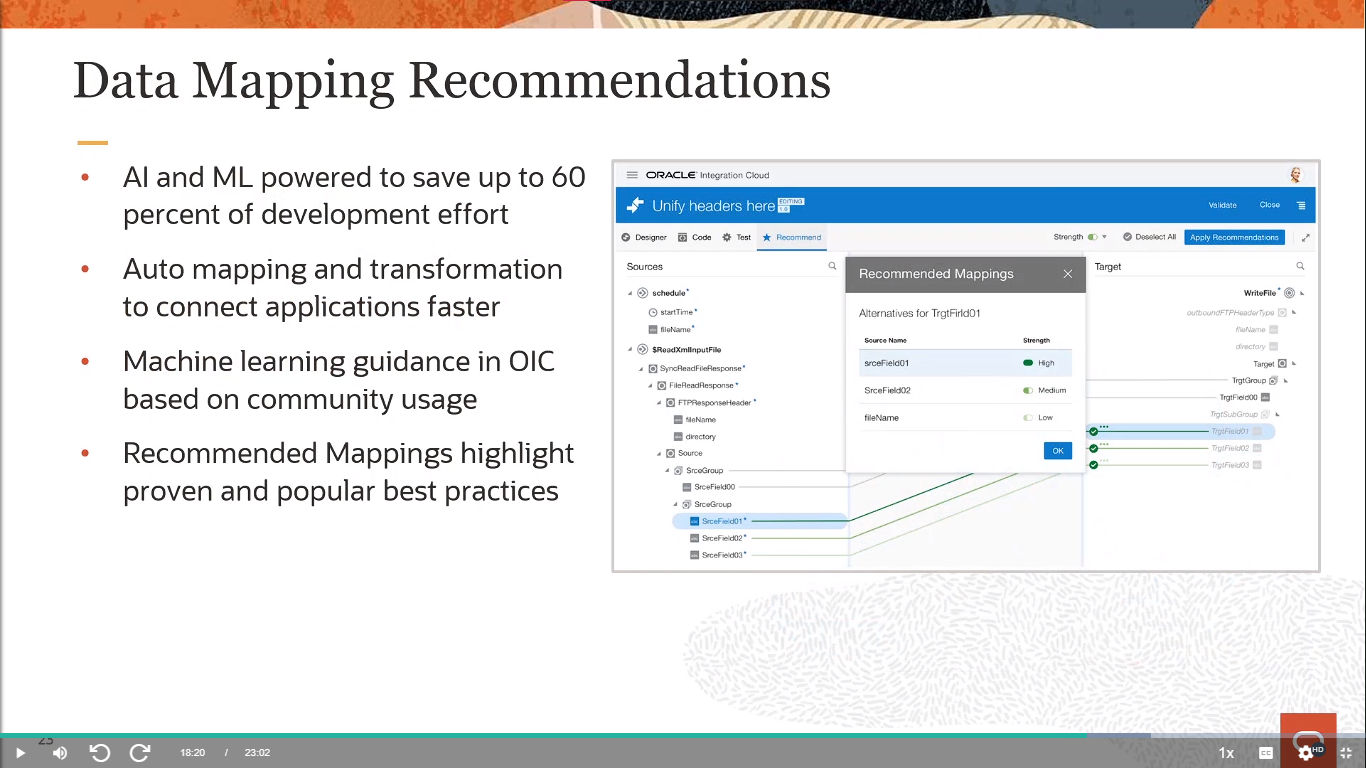 Data Mapping Recommendations
• AI and ML powered to save up to 60
percent of development effort
• Auto mapping and transformation
to connect applications faster
• Machine learning guidance in OIC
based on community usage
• Recommended Mappings highlight
proven and popular best practices
ORACLE Integration Cloud
Unify headers here EDITING 1.0
Validate Close
Designer Code Test Recommend Strength Deselect All Apply Recommendations
Sources
schedule*
startTime*
fileName*
$ReadXmlInputFile
SyncReadFileResponse*
FileReadResponse*
FTPResponseHeader*
fileName
directory
Source
SrceGroup
SrceField00
SrceGroup
SrceField01*
SrceField02*
SrceField03*
Recommended Mappings
Alternatives for TrgtFirld01
Source Name Strength
srceField01 High
SrceField02 Medium
fileName Low
OK
Target
WriteFile*
outboundFTPHeaderType
fileName
directory
Target
TrgtGroup
TrgtField00
TrgtSubGroup
TrgtField01
TrgtField02
TrgtField03
23
18:20 / 23:02
1x
CC
HD